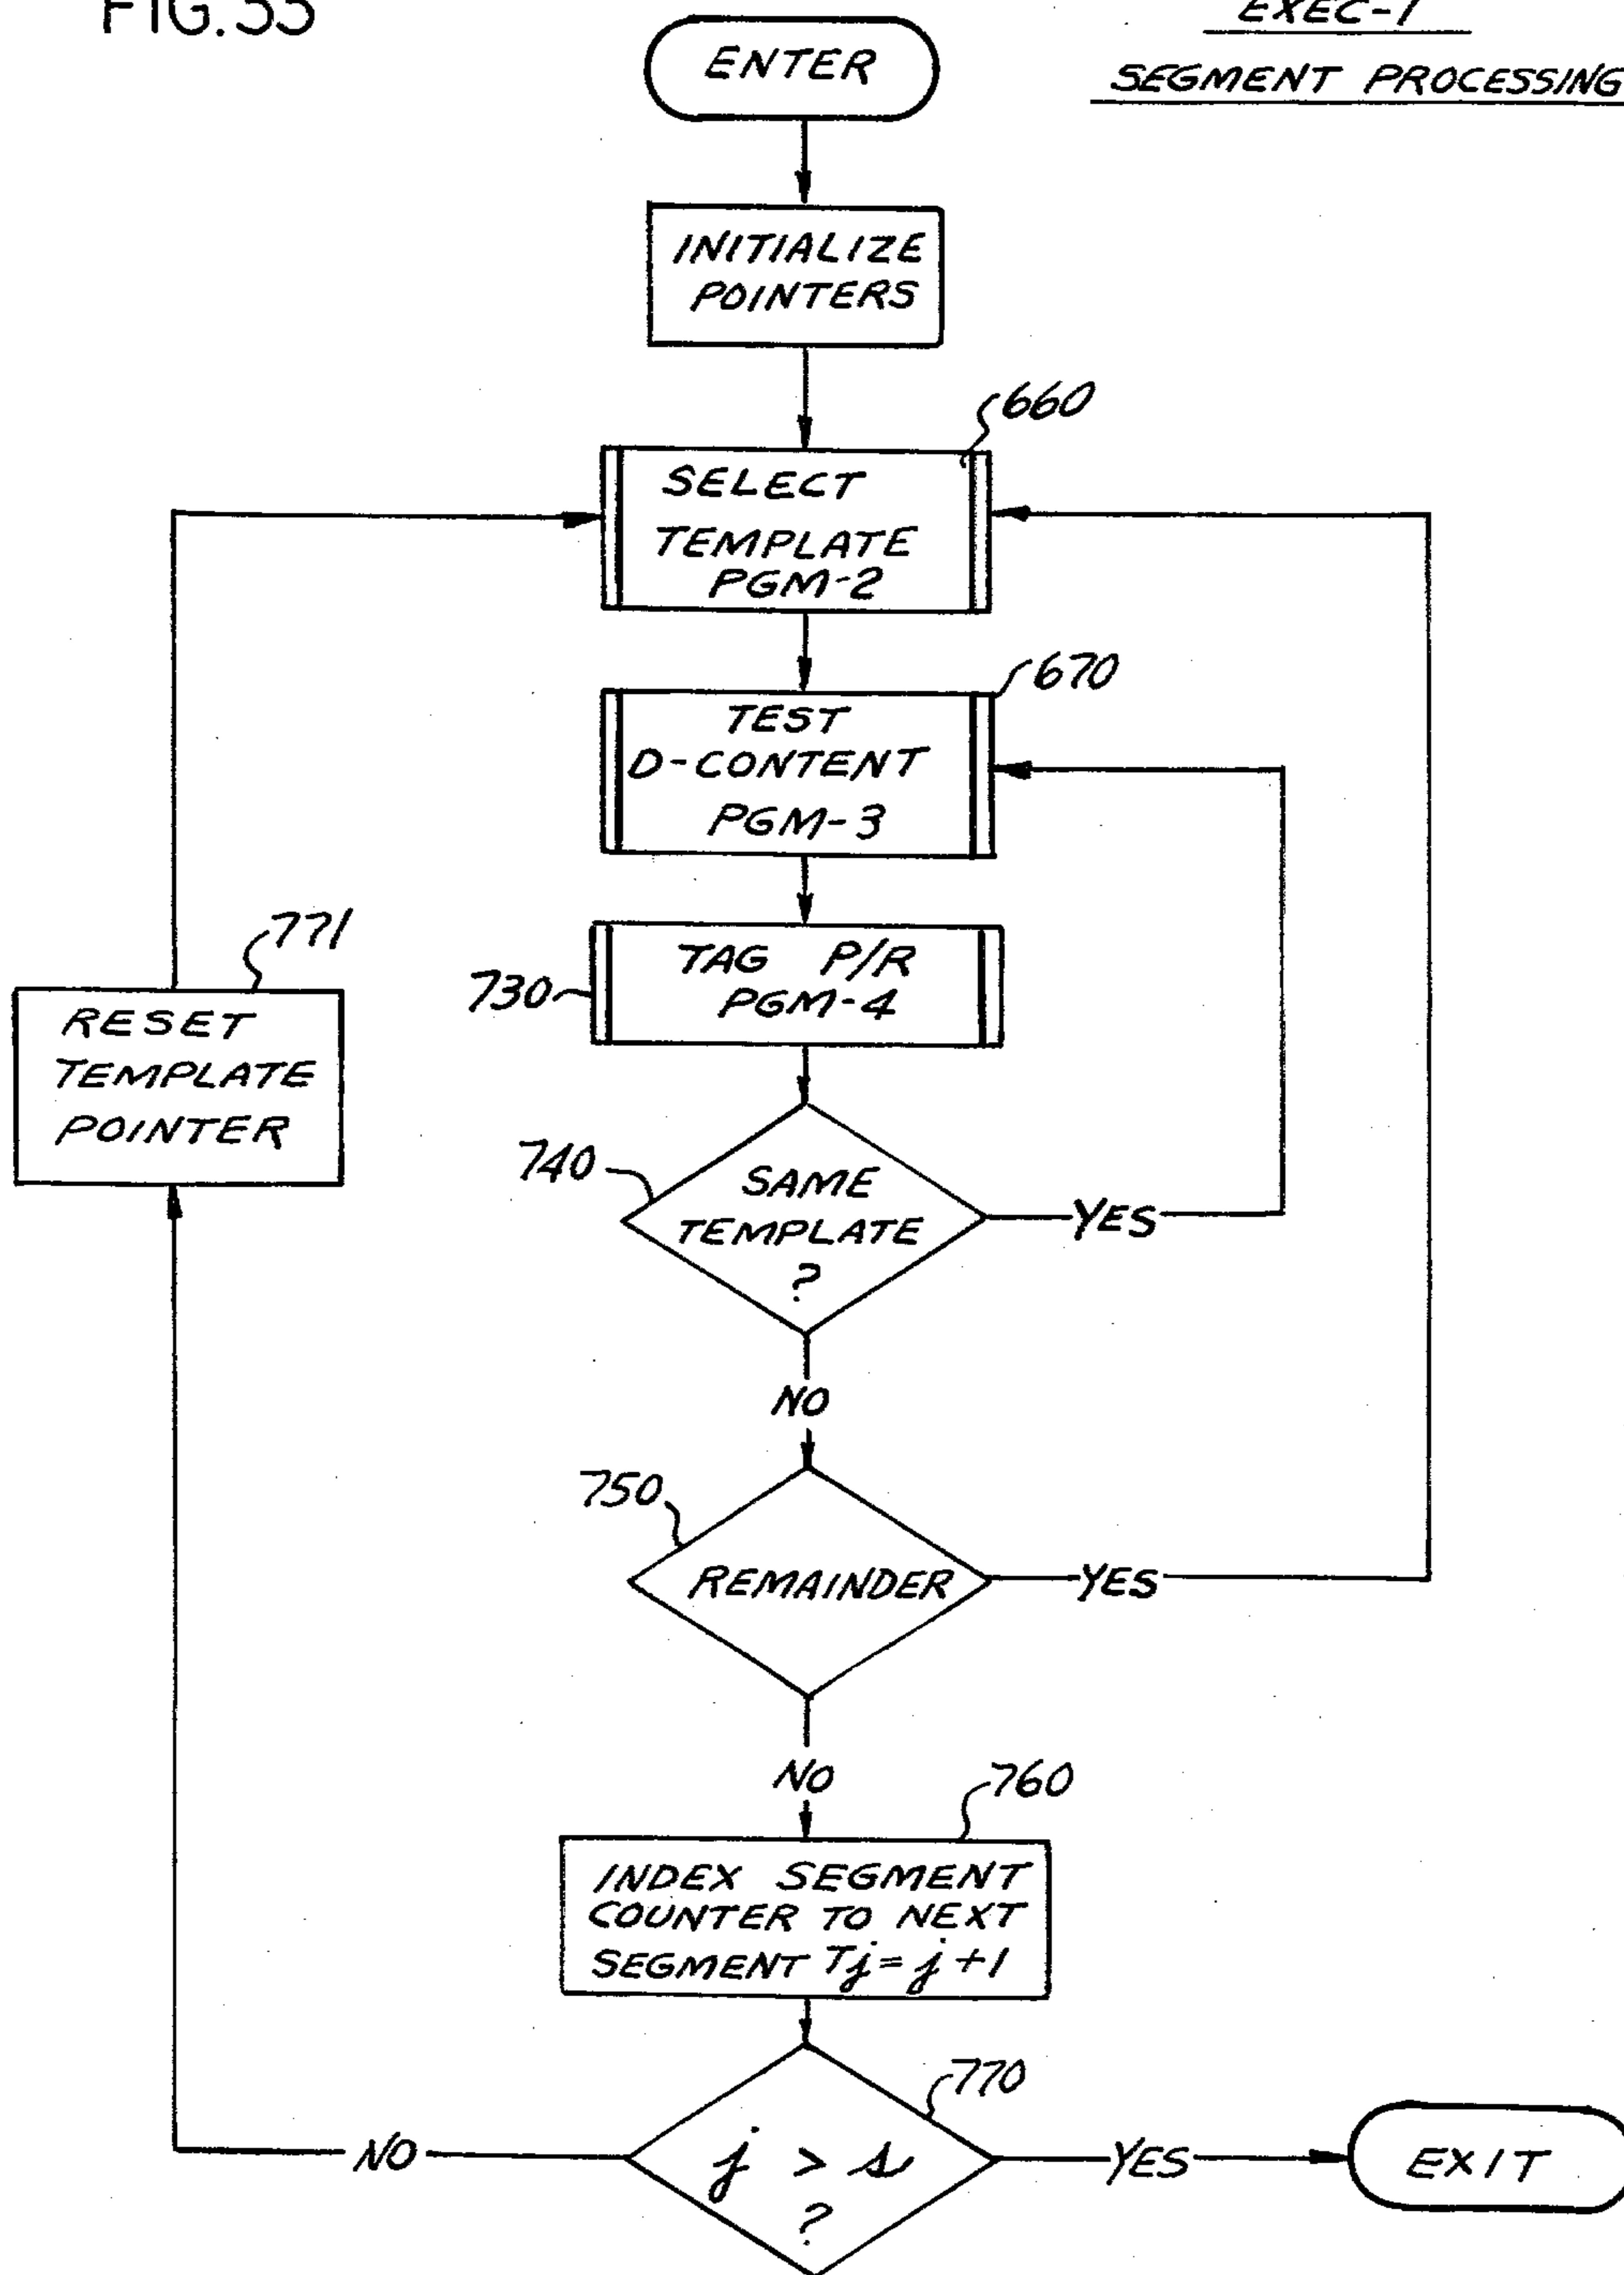 FIG. 33
EXEC-1
SEGMENT PROCESSING
ENTER
INITIALIZE
POINTERS
660
SELECT
TEMPLATE
PGM-2
670
TEST
D-CONTENT
PGM-3
771
RESET
TEMPLATE
POINTER
730
TAG P/R
PGM-4
740
SAME
TEMPLATE
?
YES
NO
750
REMAINDER
YES
NO
760
INDEX SEGMENT
COUNTER TO NEXT
SEGMENT Tj = j + 1
770
j > s
?
NO
YES
EXIT